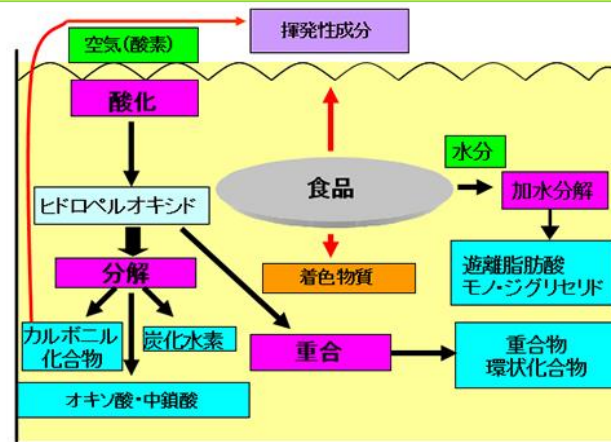 空気(酸素)
揮発性成分
酸化
水分
食品
加水分解
ヒドロペルオキシド
分解
着色物質
遊離脂肪酸
モノ・ジグリセリド
カルボニル
化合物
炭化水素
重合
重合物
環状化合物
オキソ酸・中鎖酸